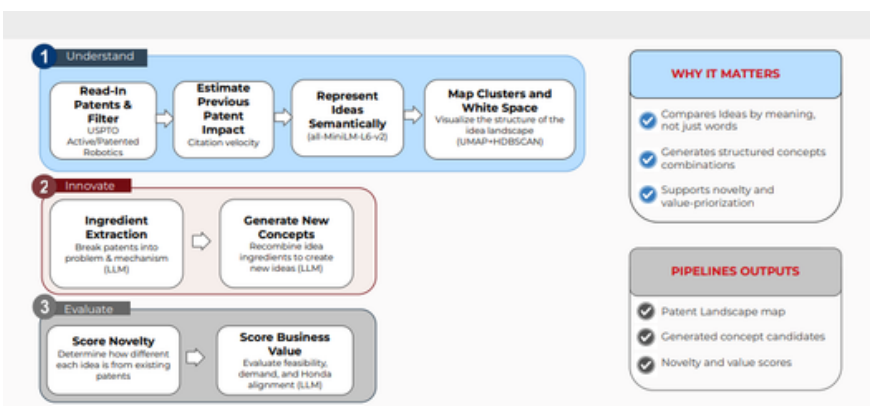 1 Understand
Read-In
Patents &
Filter
USPTO
Active/Patented
Robotics
Estimate
Previous
Patent
Impact
Citation velocity
Represent
Ideas
Semantically
(all-MiniLM-L6-v2)
Map Clusters and
White Space
Visualize the structure of the
idea landscape
(UMAP+HDBSCAN)
2 Innovate
Ingredient
Extraction
Break patents into
problem & mechanism
(LLM)
Generate New
Concepts
Recombine idea
ingredients to create
new ideas (LLM)
3 Evaluate
Score Novelty
Determine how different
each idea is from existing
patents
Score Business
Value
Evaluate feasibility,
demand, and Honda
alignment (LLM)
WHY IT MATTERS
Compares Ideas by meaning,
not just words
Generates structured concepts
combinations
Supports novelty and
value-priorization
PIPELINES OUTPUTS
Patent Landscape map
Generated concept candidates
Novelty and value scores